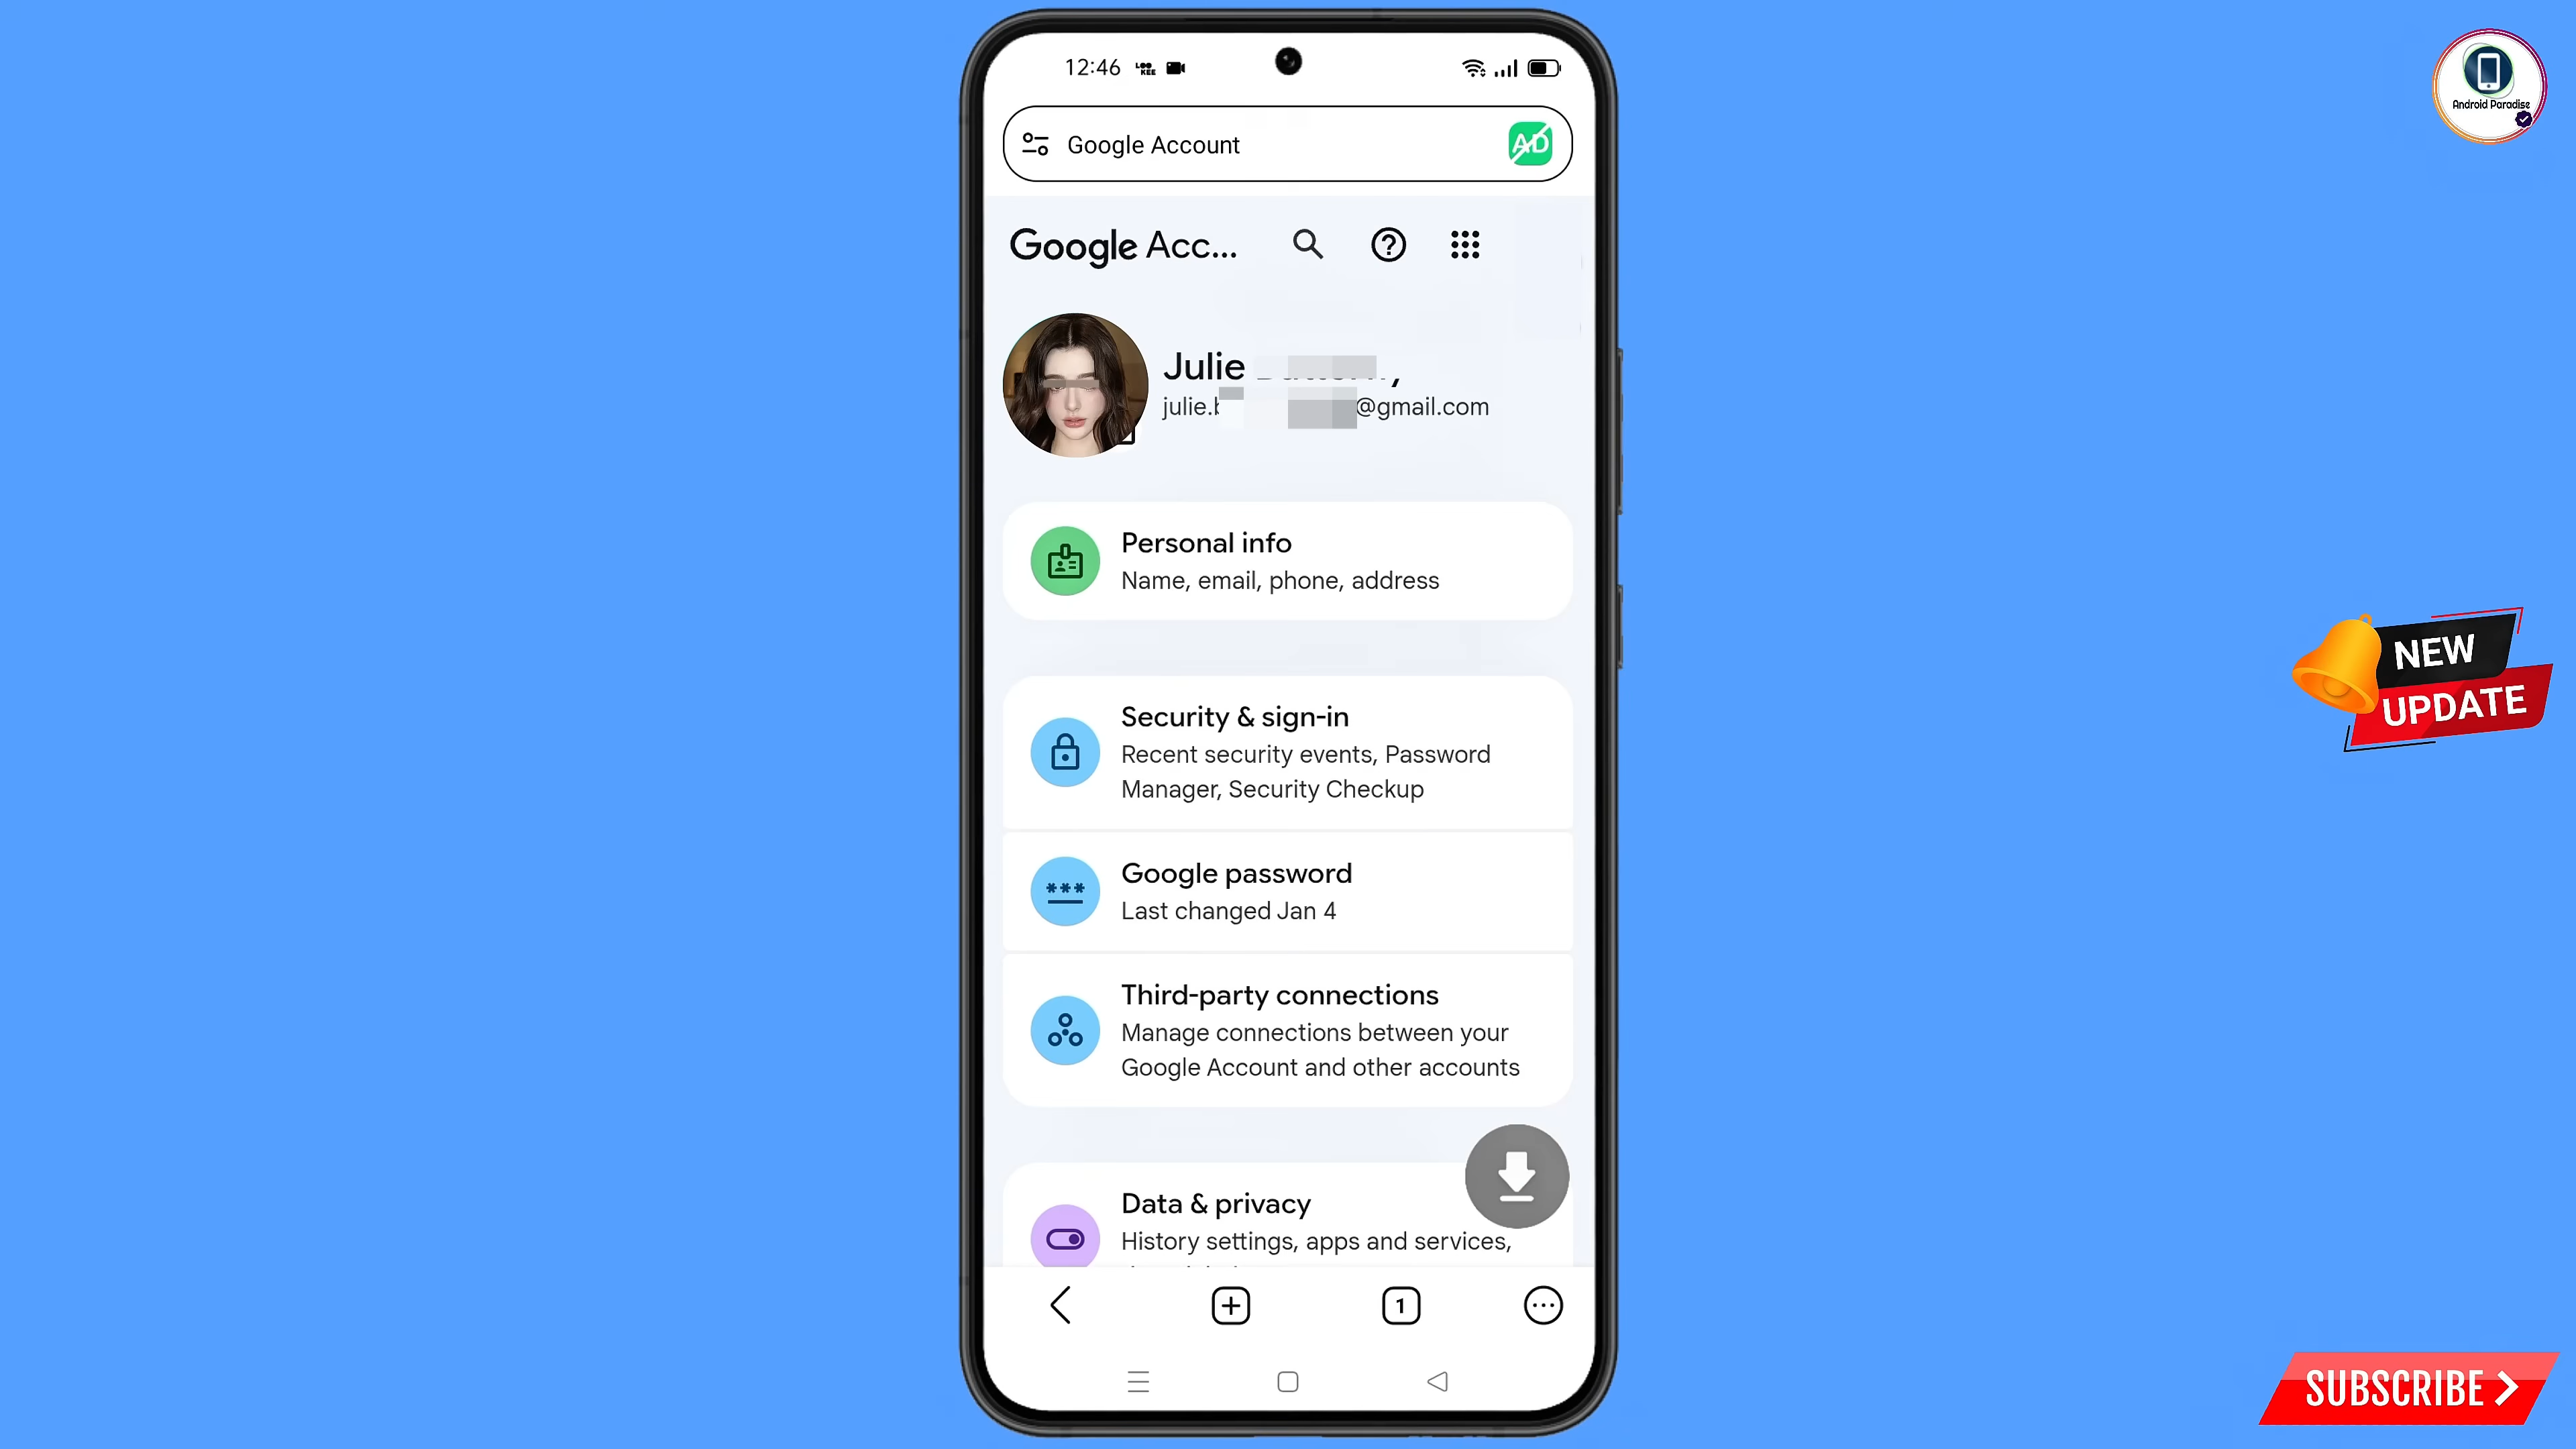 12:46
Google Account
AD
Android Paradise
Google Acc...
Julie
@gmail.com
Personal info
Name, email, phone, address
Security & sign-in
Recent security events, Password
Manager, Security Checkup
NEW
UPDATE
Google password
Last changed Jan 4
Third-party connections
Manage connections between your
Google Account and other accounts
Data & privacy
History settings, apps and services,
1
SUBSCRIBE